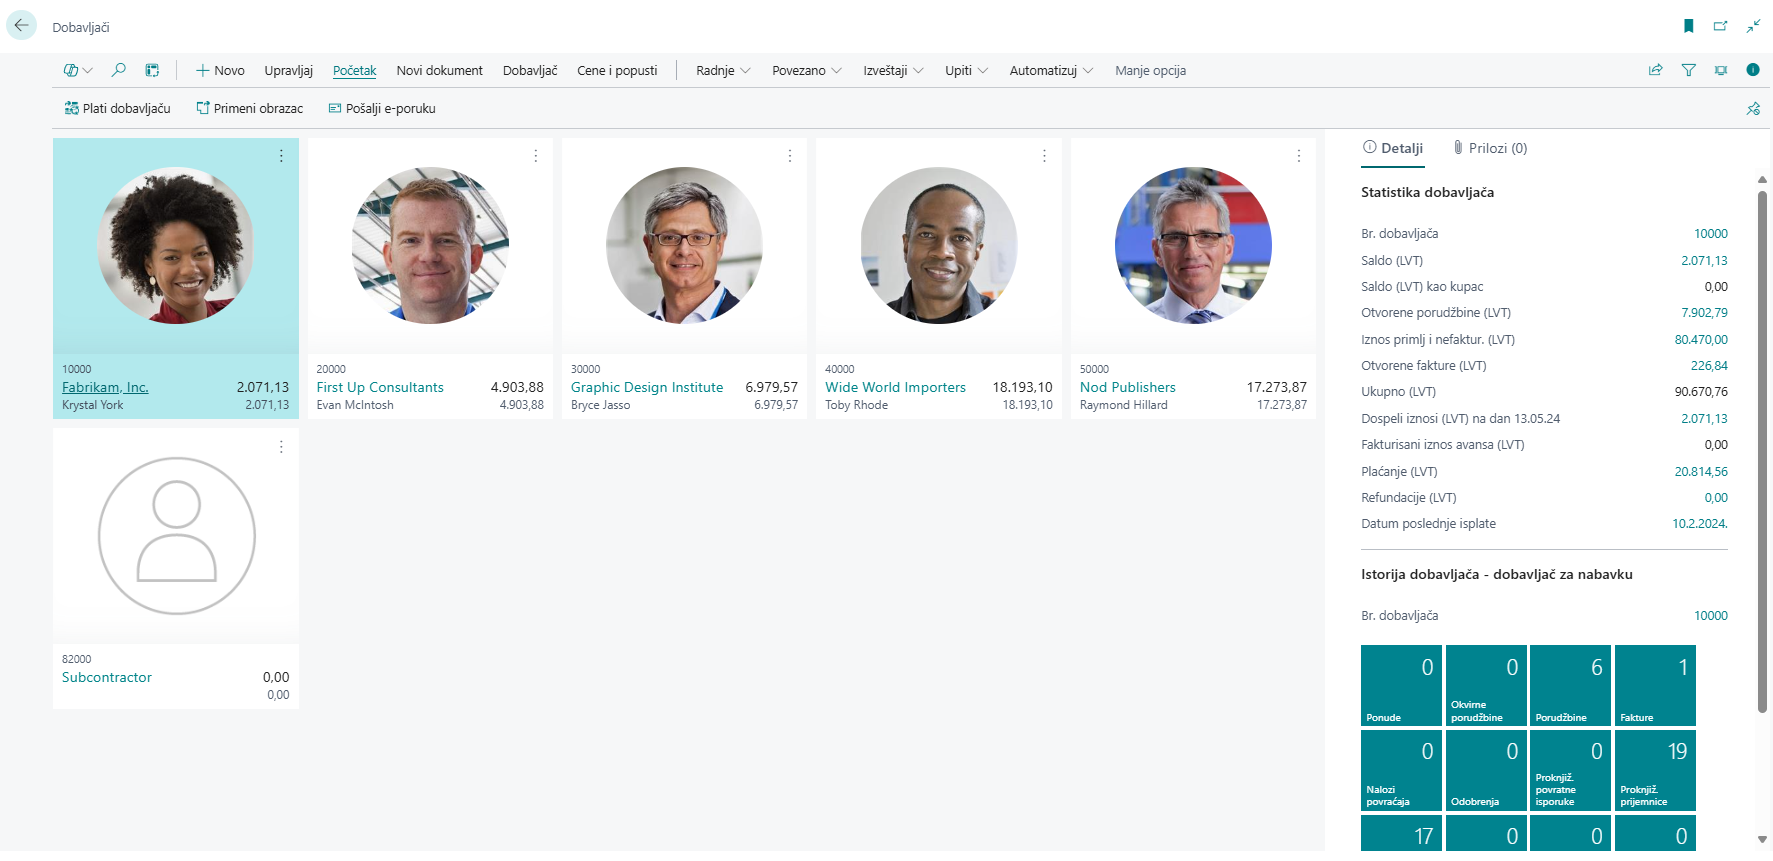 Dobavljači
Novo Upravljaj Početak Novi dokument Dobavljač Cene i popusti Radnje Povezano Izveštaji Upiti Automatizuj Manje opcija
Plati dobavljaču Primeni obrazac Pošalji e-poruku
10000
Fabrikam, Inc. 2.071,13
Krystal York 2.071,13
20000
First Up Consultants 4.903,88
Evan McIntosh 4.903,88
30000
Graphic Design Institute 6.979,57
Bryce Jasso 6.979,57
40000
Wide World Importers 18.193,10
Toby Rhode 18.193,10
50000
Nod Publishers 17.273,87
Raymond Hillard 17.273,87
82000
Subcontractor 0,00
0,00
Detalji Prilozi (0)
Statistika dobavljača
Br. dobavljača 10000
Saldo (LVT) 2.071,13
Saldo (LVT) kao kupac 0,00
Otvorene porudžbine (LVT) 7.902,79
Iznos primlj i nefaktur. (LVT) 80.470,00
Otvorene fakture (LVT) 226,84
Ukupno (LVT) 90.670,76
Dospeli iznosi (LVT) na dan 13.05.24 2.071,13
Fakturisani iznos avansa (LVT) 0,00
Plaćanje (LVT) 20.814,56
Refundacije (LVT) 0,00
Datum poslednje isplate 10.2.2024.
Istorija dobavljača - dobavljač za nabavku
Br. dobavljača 10000
0
Ponude
0
Okvirne
porudžbine
6
Porudžbine
1
Fakture
0
Nalozi
povraćaja
0
Odobrenja
0
Proknjiž.
povratne
isporuke
19
Proknjiž.
prijemnice
17 0 0 0